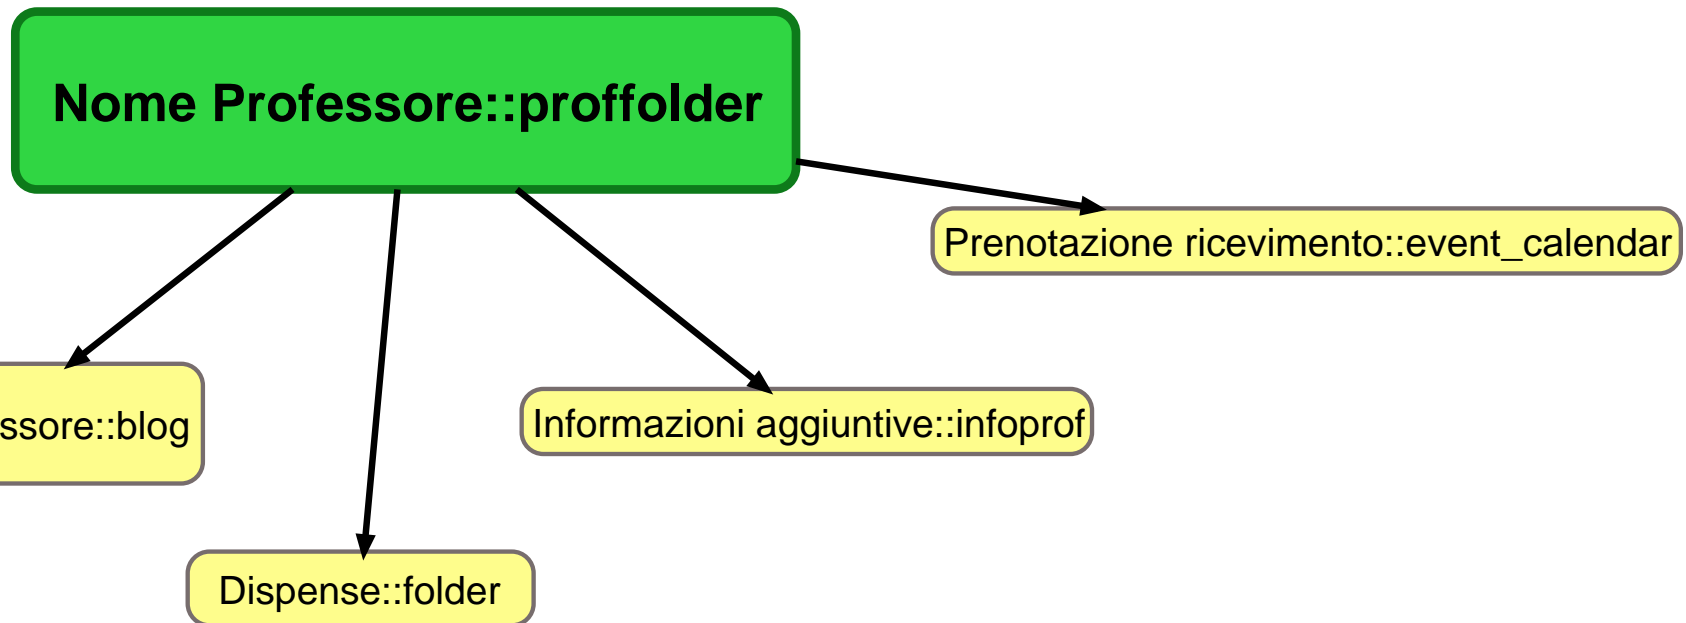 Nome Professore::proffolder
Prenotazione ricevimento::event_calendar
ssore::blog
Informazioni aggiuntive::infoprof
Dispense::folder